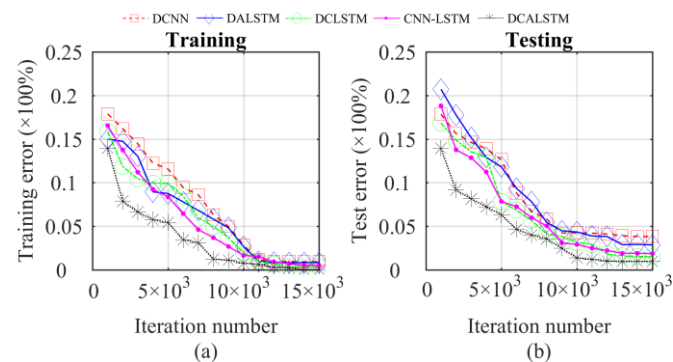 DCNN DALSTM DCLSTM CNN-LSTM DCALSTM
Training
Training error (×100%)
0.25
0.2
0.15
0.1
0.05
0
0 5×10³ 10×10³ 15×10³
Iteration number
(a)
Testing
Test error (×100%)
0.25
0.2
0.15
0.1
0.05
0
0 5×10³ 10×10³ 15×10³
Iteration number
(b)